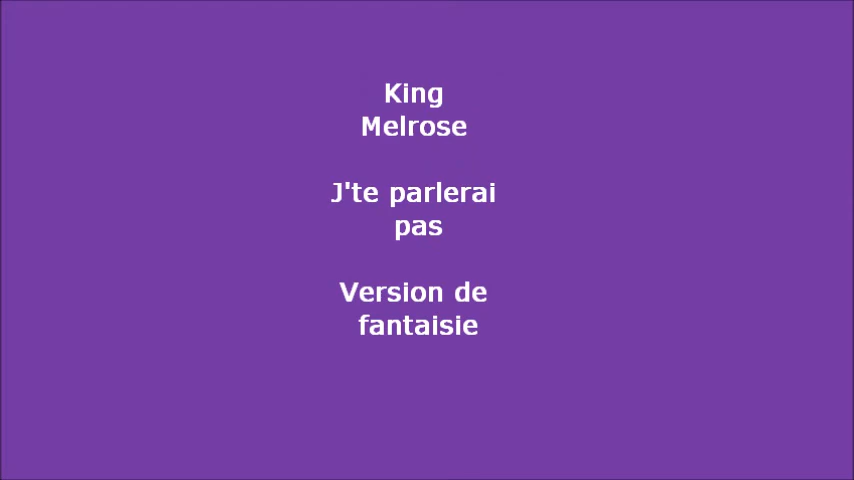 King
Melrose
J'te parlerai
pas
Version de
fantaisie